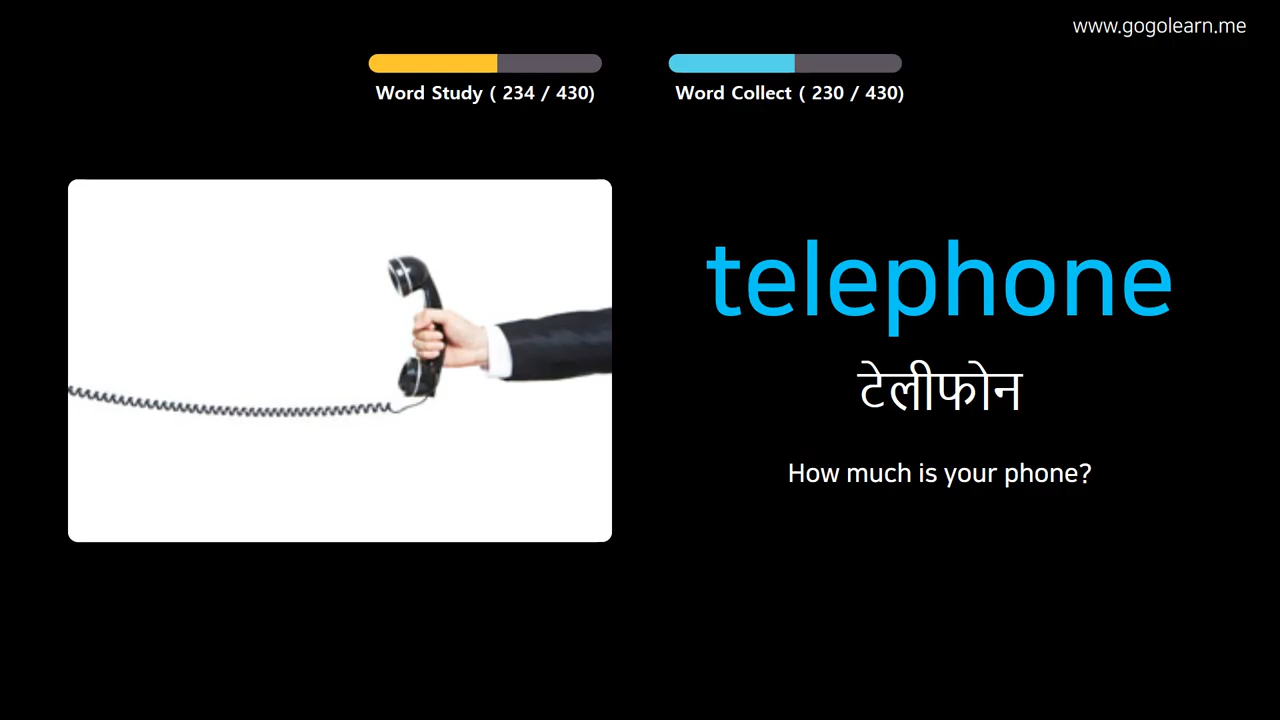 www.gogolearn.me
Word Study ( 234 / 430)
Word Collect ( 230 / 430)
telephone
टेलीफोन
How much is your phone?